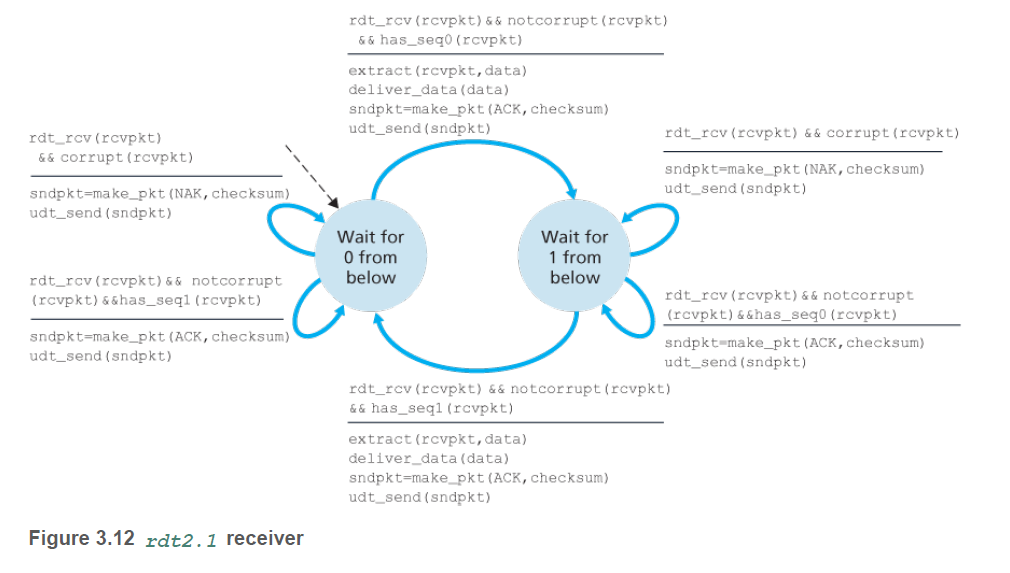 rdt_rcv(rcvpkt)&& notcorrupt(rcvpkt)
&& has_seq0(rcvpkt)
extract(rcvpkt,data)
deliver_data(data)
sndpkt=make_pkt(ACK,checksum)
udt_send(sndpkt)
rdt_rcv(rcvpkt)
&& corrupt(rcvpkt)
sndpkt=make_pkt(NAK,checksum)
udt_send(sndpkt)
rdt_rcv(rcvpkt) && corrupt(rcvpkt)
sndpkt=make_pkt(NAK,checksum)
udt_send(sndpkt)
Wait for
0 from
below
Wait for
1 from
below
rdt_rcv(rcvpkt)&& notcorrupt
(rcvpkt)&&has_seq1(rcvpkt)
sndpkt=make_pkt(ACK,checksum)
udt_send(sndpkt)
rdt_rcv(rcvpkt)&& notcorrupt
(rcvpkt)&&has_seq0(rcvpkt)
sndpkt=make_pkt(ACK,checksum)
udt_send(sndpkt)
rdt_rcv(rcvpkt) && notcorrupt(rcvpkt)
&& has_seq1(rcvpkt)
extract(rcvpkt,data)
deliver_data(data)
sndpkt=make_pkt(ACK,checksum)
udt_send(sndpkt)
Figure 3.12 rdt2.1 receiver